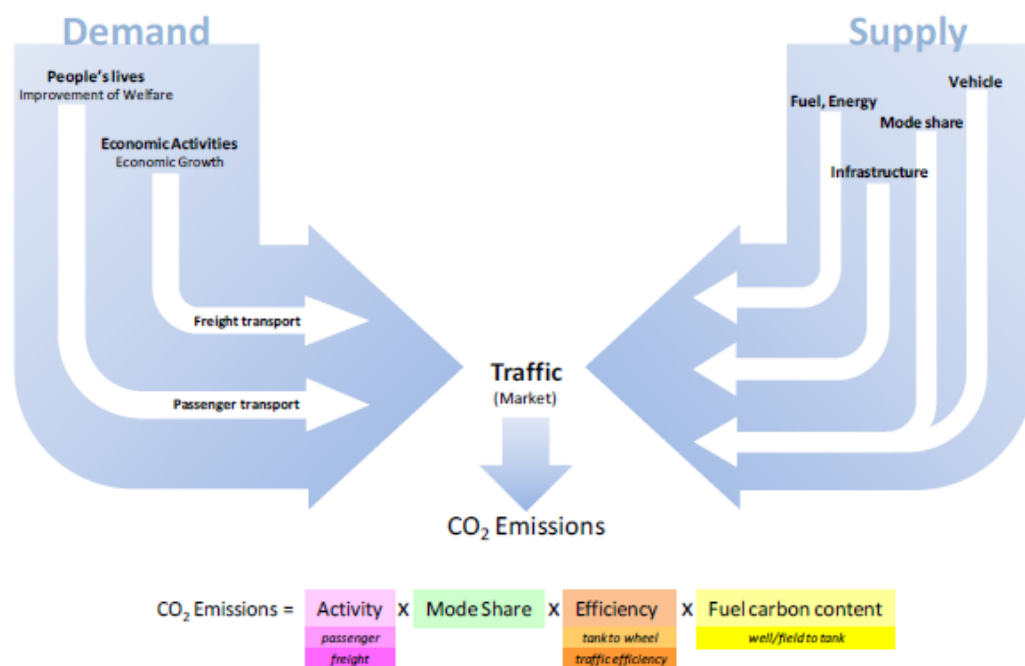 Demand
People's lives
Improvement of Welfare
Economic Activities
Economic Growth
Freight transport
Passenger transport
Supply
Vehicle
Fuel, Energy
Mode share
Infrastructure
Traffic
(Market)
CO₂ Emissions
CO₂ Emissions = Activity x Mode Share x Efficiency x Fuel carbon content
passenger tank to wheel well/field to tank
freight traffic efficiency